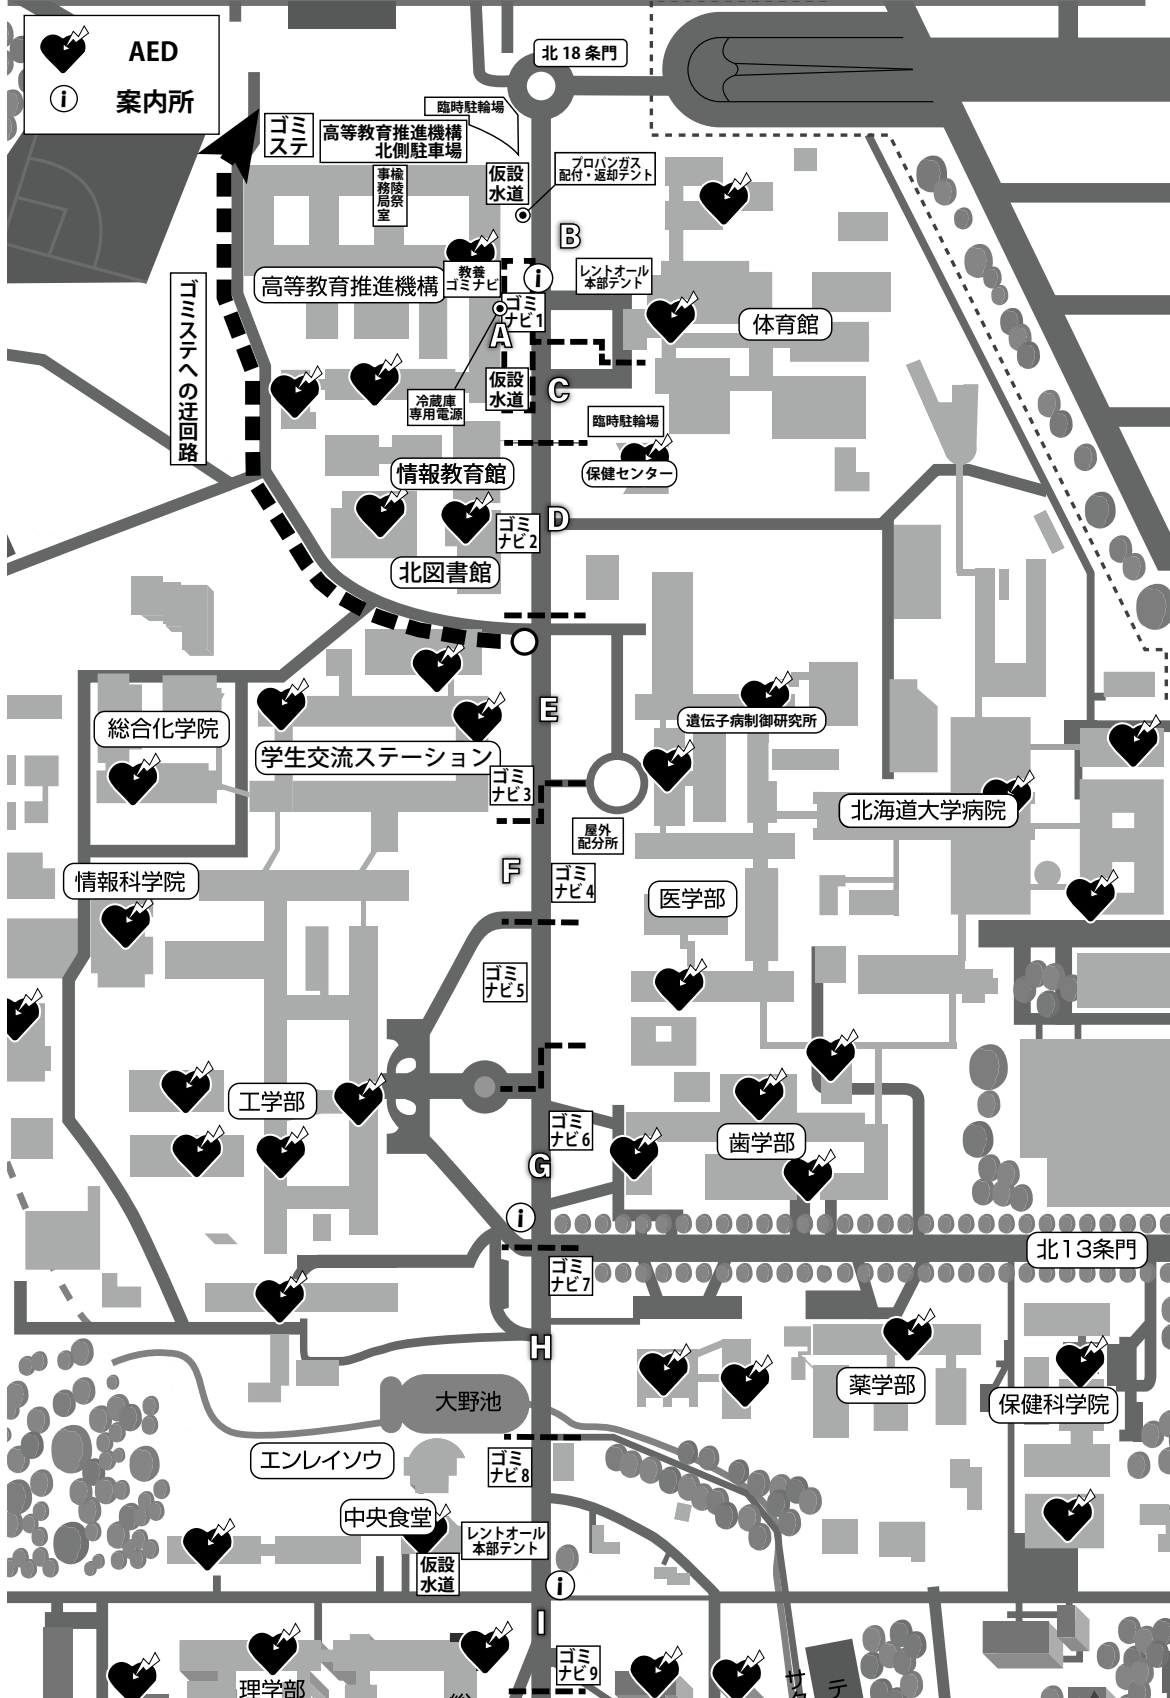 AED
案内所
北18条門
臨時駐輪場
ゴミ
ステ
高等教育推進機構
北側駐車場
仮設
水道
プロパンガス
配付・返却テント
楡陵祭
事務局室
B
教養
ゴミナビ
高等教育推進機構
レントオール
本部テント
ゴミ
ナビ1
体育館
A
ゴミステへの迂回路
仮設
水道
C
冷蔵庫
専用電源
臨時駐輪場
情報教育館
保健センター
ゴミ
ナビ2
D
北図書館
E
総合化学院
遺伝子病制御研究所
学生交流ステーション
ゴミ
ナビ3
北海道大学病院
屋外
配分所
F
情報科学院
ゴミ
ナビ4
医学部
ゴミ
ナビ5
工学部
ゴミ
ナビ6
歯学部
G
北13条門
ゴミ
ナビ7
H
薬学部
大野池
保健科学院
エンレイソウ
ゴミ
ナビ8
中央食堂
レントオール
本部テント
仮設
水道
I
ゴミ
ナビ9
理学部
サ
テ